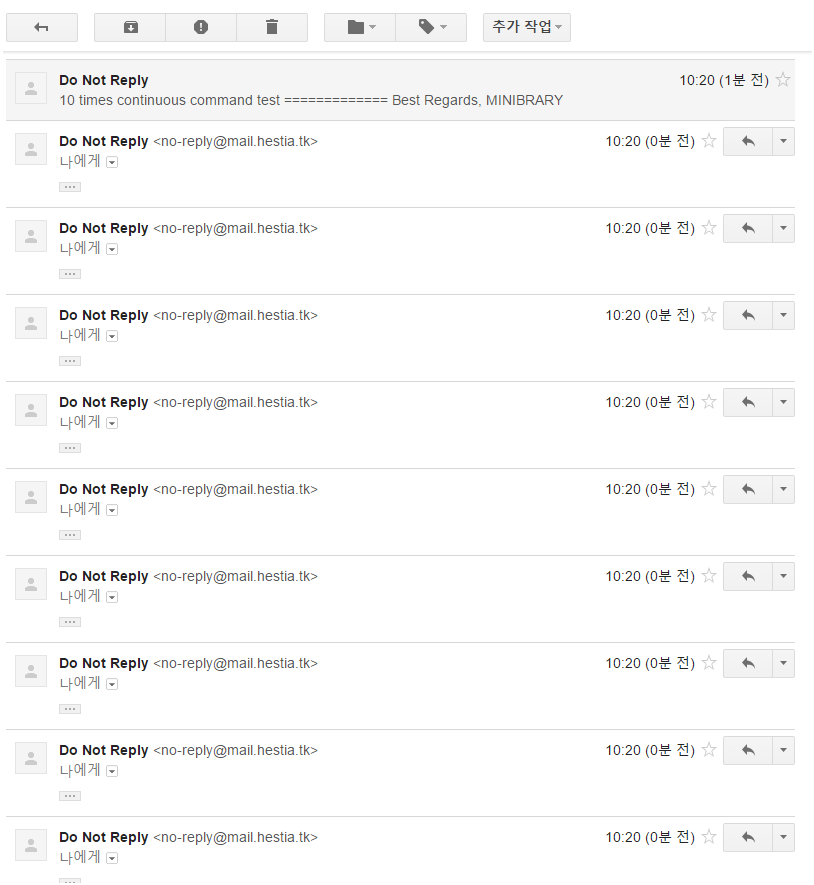 추가 작업
Do Not Reply 10:20 (1분 전)
10 times continuous command test ============= Best Regards, MINIBRARY
Do Not Reply <no-reply@mail.hestia.tk> 10:20 (0분 전)
나에게
Do Not Reply <no-reply@mail.hestia.tk> 10:20 (0분 전)
나에게
Do Not Reply <no-reply@mail.hestia.tk> 10:20 (0분 전)
나에게
Do Not Reply <no-reply@mail.hestia.tk> 10:20 (0분 전)
나에게
Do Not Reply <no-reply@mail.hestia.tk> 10:20 (0분 전)
나에게
Do Not Reply <no-reply@mail.hestia.tk> 10:20 (0분 전)
나에게
Do Not Reply <no-reply@mail.hestia.tk> 10:20 (0분 전)
나에게
Do Not Reply <no-reply@mail.hestia.tk> 10:20 (0분 전)
나에게
Do Not Reply <no-reply@mail.hestia.tk> 10:20 (0분 전)
나에게